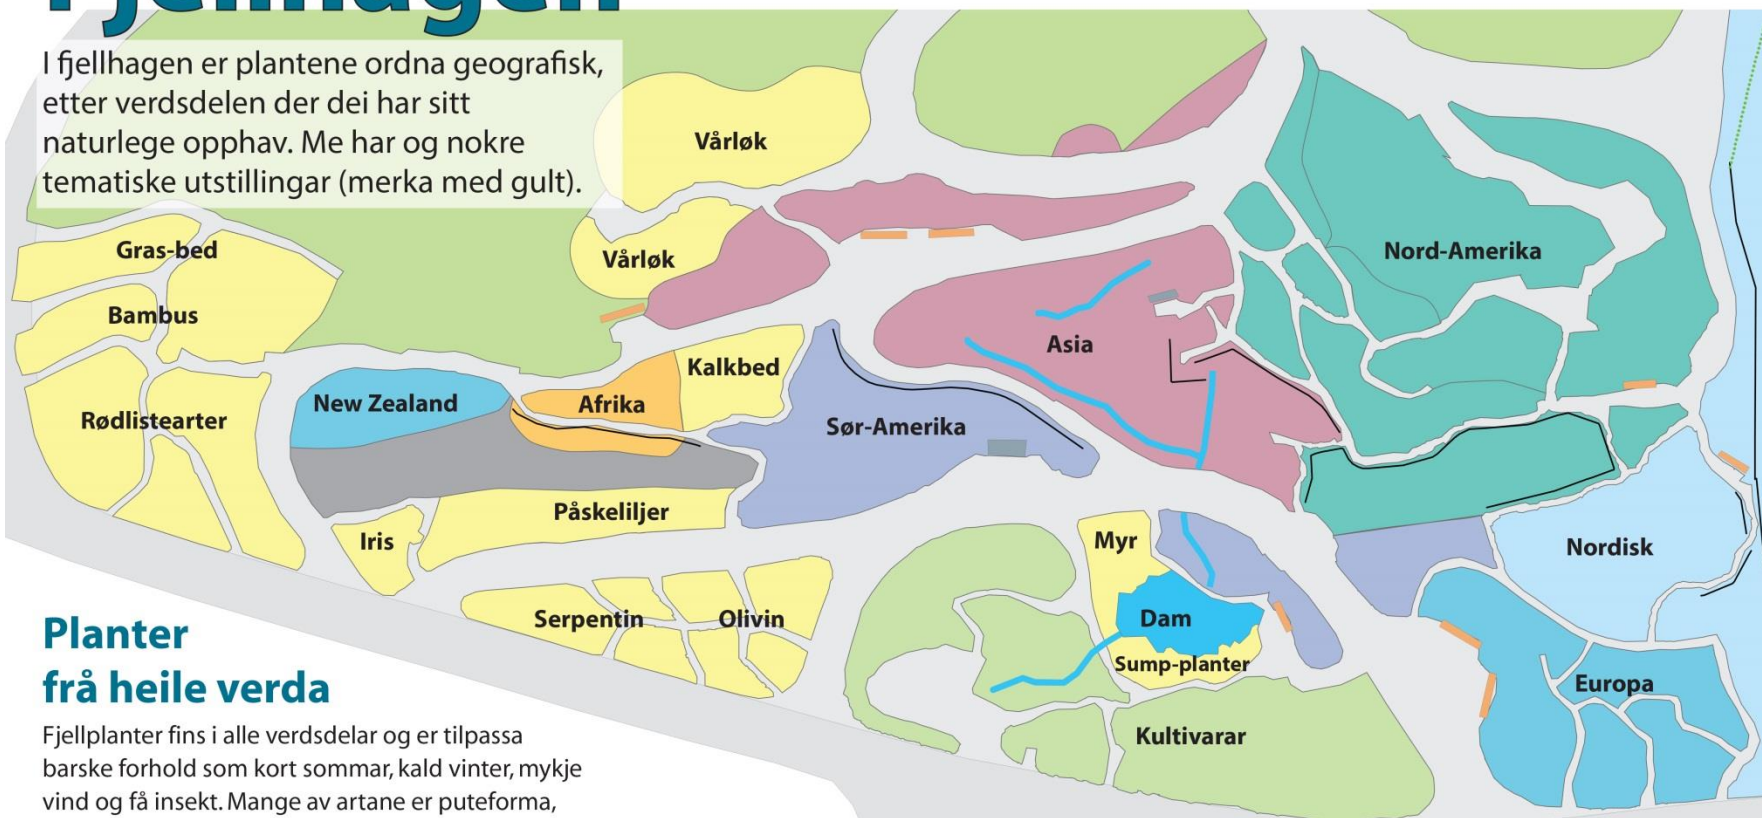 Fjellhagen
I fjellhagen er plantene ordna geografisk,
etter verdsdelen der dei har sitt
naturlege opphav. Me har og nokre
tematiske utstillingar (merka med gult).
Vårløk
Vårløk
Gras-bed
Bambus
Nord-Amerika
Asia
Kalkbed
New Zealand
Afrika
Rødlistearter
Sør-Amerika
Påskeliljer
Iris
Myr
Nordisk
Serpentin
Olivin
Dam
Sump-planter
Europa
Kultivarar
Planter
frå heile verda
Fjellplanter fins i alle verdsdelar og er tilpassa
barske forhold som kort sommar, kald vinter, mykje
vind og få insekt. Mange av artane er puteforma,